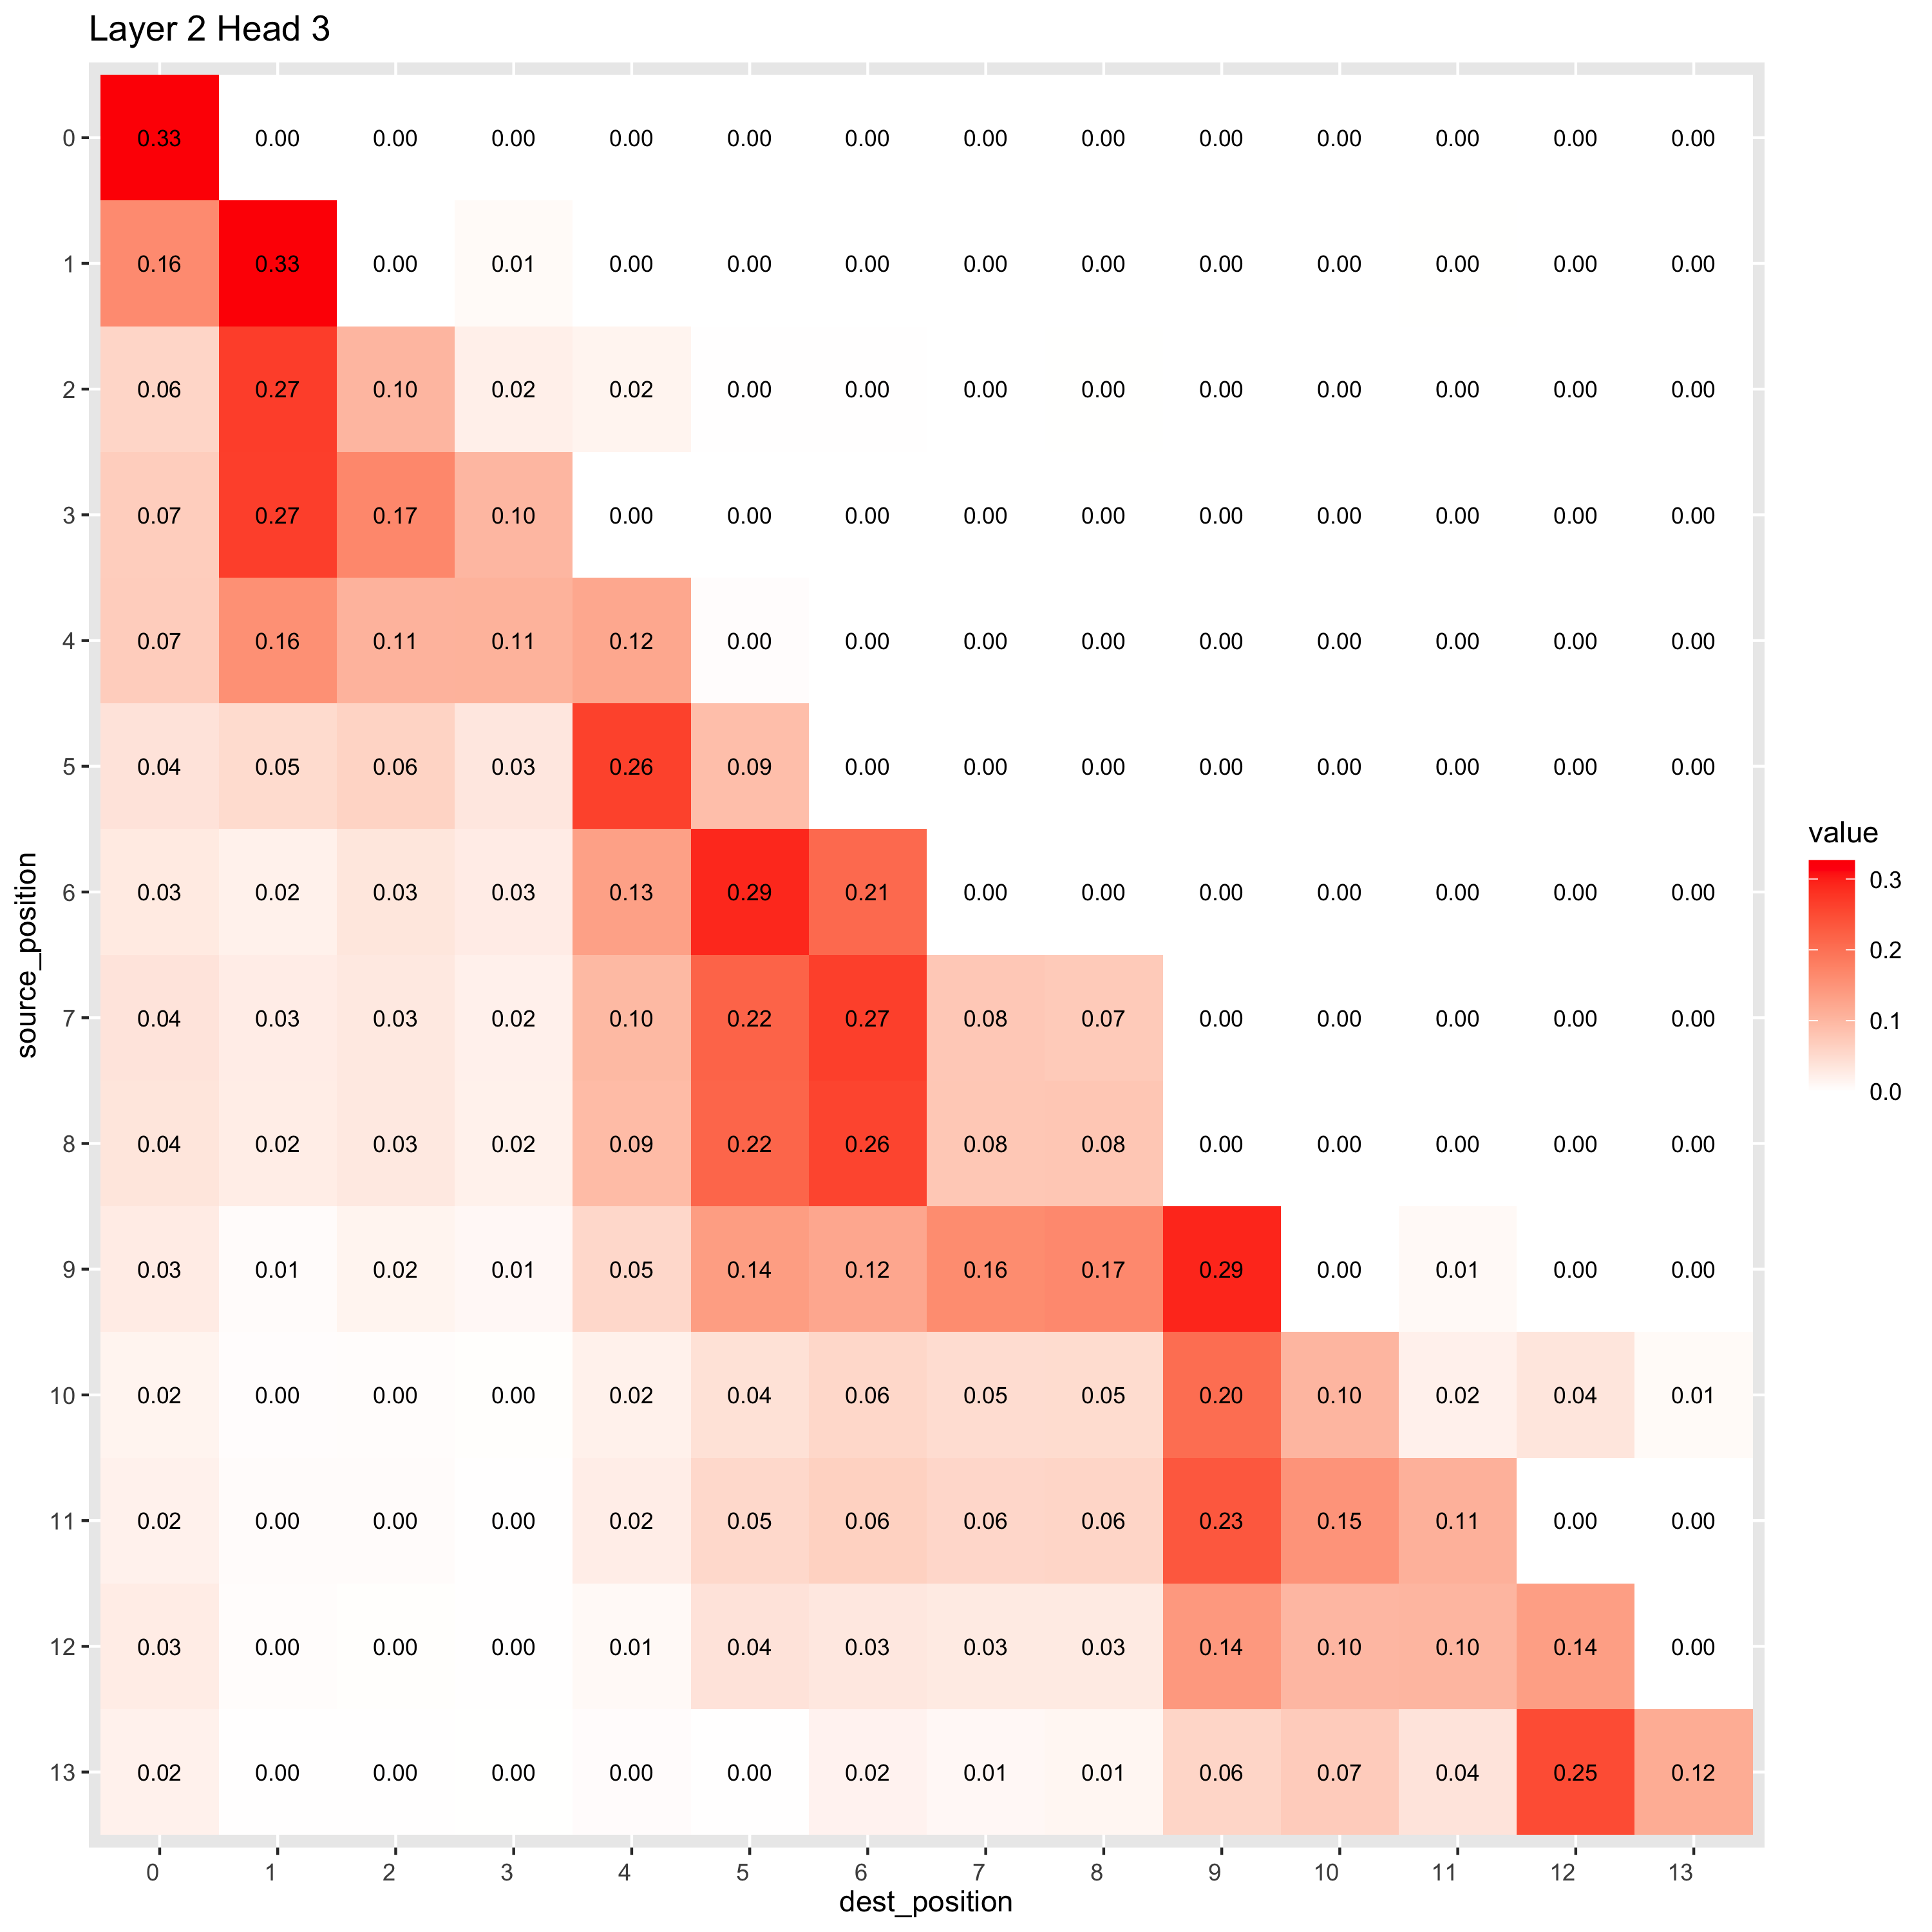 Layer 2 Head 3
0 0.33 0.00 0.00 0.00 0.00 0.00 0.00 0.00 0.00 0.00 0.00 0.00 0.00 0.00
1 0.16 0.33 0.00 0.01 0.00 0.00 0.00 0.00 0.00 0.00 0.00 0.00 0.00 0.00
2 0.06 0.27 0.10 0.02 0.02 0.00 0.00 0.00 0.00 0.00 0.00 0.00 0.00 0.00
3 0.07 0.27 0.17 0.10 0.00 0.00 0.00 0.00 0.00 0.00 0.00 0.00 0.00 0.00
4 0.07 0.16 0.11 0.11 0.12 0.00 0.00 0.00 0.00 0.00 0.00 0.00 0.00 0.00
5 0.04 0.05 0.06 0.03 0.26 0.09 0.00 0.00 0.00 0.00 0.00 0.00 0.00 0.00
6 0.03 0.02 0.03 0.03 0.13 0.29 0.21 0.00 0.00 0.00 0.00 0.00 0.00 0.00
7 0.04 0.03 0.03 0.02 0.10 0.22 0.27 0.08 0.07 0.00 0.00 0.00 0.00 0.00
8 0.04 0.02 0.03 0.02 0.09 0.22 0.26 0.08 0.08 0.00 0.00 0.00 0.00 0.00
9 0.03 0.01 0.02 0.01 0.05 0.14 0.12 0.16 0.17 0.29 0.00 0.01 0.00 0.00
10 0.02 0.00 0.00 0.00 0.02 0.04 0.06 0.05 0.05 0.20 0.10 0.02 0.04 0.01
11 0.02 0.00 0.00 0.00 0.02 0.05 0.06 0.06 0.06 0.23 0.15 0.11 0.00 0.00
12 0.03 0.00 0.00 0.00 0.01 0.04 0.03 0.03 0.03 0.14 0.10 0.10 0.14 0.00
13 0.02 0.00 0.00 0.00 0.00 0.00 0.02 0.01 0.01 0.06 0.07 0.04 0.25 0.12
0 1 2 3 4 5 6 7 8 9 10 11 12 13
dest_position
source_position
value
0.3
0.2
0.1
0.0